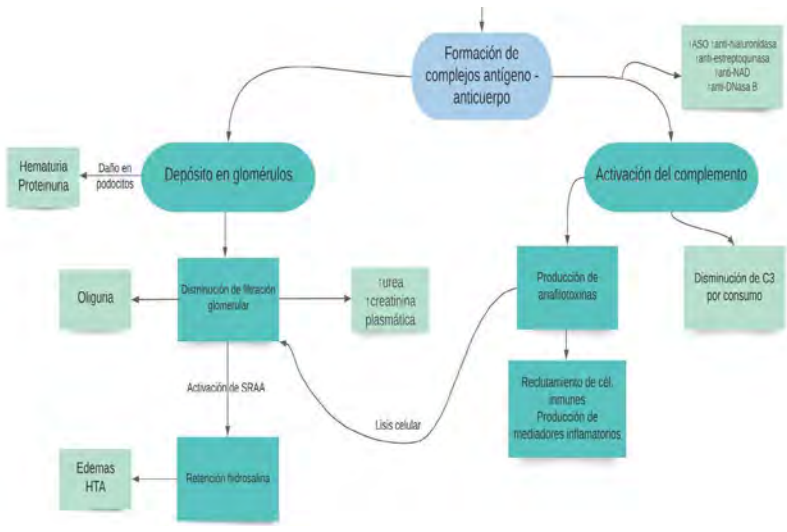 Formación de
complejos antígeno -
anticuerpo
↑ASO ↑anti-hialuronidasa
↑anti-estreptoquinasa
↑anti-NAD
↑anti-DNasa B
Hematuria
Proteinuria
Daño en
podocitos
Depósito en glomérulos
Activación del complemento
Oliguria
Disminución de filtración
glomerular
↑urea
↑creatinina
plasmática
Producción de
anafilotoxinas
Disminución de C3
por consumo
Activación de SRAA
Lisis celular
Reclutamiento de cél.
inmunes
Producción de
mediadores inflamatorios
Edemas
HTA
Retención hidrosalina